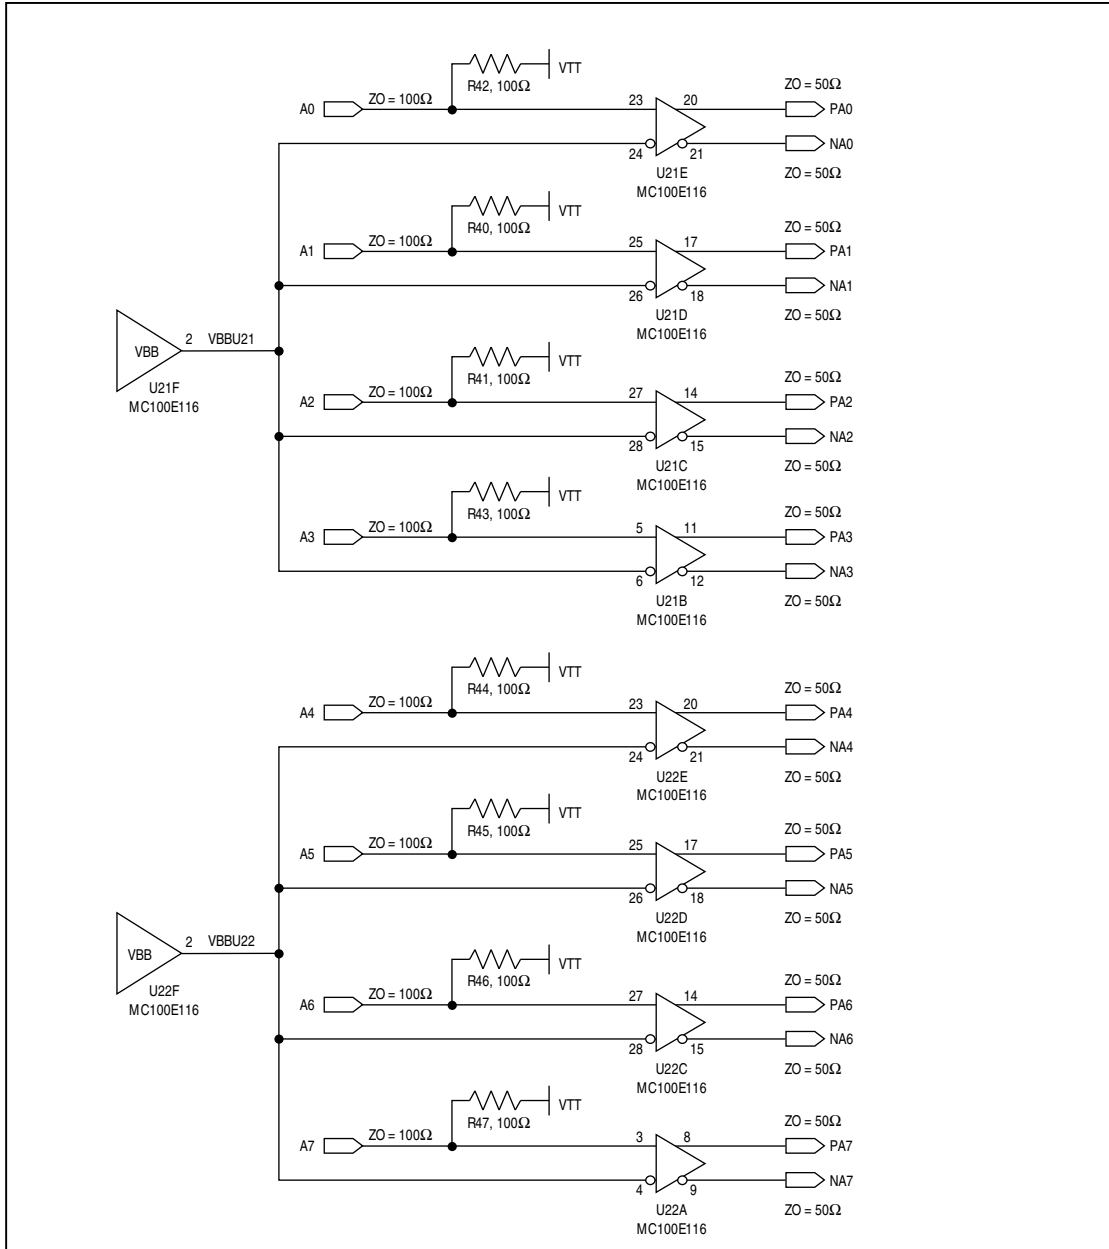 VTT
R42, 100Ω
ZO = 50Ω
A0 ZO = 100Ω 23 20 PA0
24 21 NA0
U21E ZO = 50Ω
MC100E116
VTT
R40, 100Ω
ZO = 50Ω
A1 ZO = 100Ω 25 17 PA1
26 18 NA1
U21D ZO = 50Ω
MC100E116
VBB 2 VBBU21
U21F
MC100E116
VTT
R41, 100Ω
ZO = 50Ω
A2 ZO = 100Ω 27 14 PA2
28 15 NA2
U21C ZO = 50Ω
MC100E116
VTT
R43, 100Ω
ZO = 50Ω
A3 ZO = 100Ω 5 11 PA3
6 12 NA3
U21B ZO = 50Ω
MC100E116
VTT
R44, 100Ω
ZO = 50Ω
A4 ZO = 100Ω 23 20 PA4
24 21 NA4
U22E ZO = 50Ω
MC100E116
VTT
R45, 100Ω
ZO = 50Ω
A5 ZO = 100Ω 25 17 PA5
26 18 NA5
U22D ZO = 50Ω
MC100E116
VBB 2 VBBU22
U22F
MC100E116
VTT
R46, 100Ω
ZO = 50Ω
A6 ZO = 100Ω 27 14 PA6
28 15 NA6
U22C ZO = 50Ω
MC100E116
VTT
R47, 100Ω
ZO = 50Ω
A7 ZO = 100Ω 3 8 PA7
4 9 NA7
U22A ZO = 50Ω
MC100E116